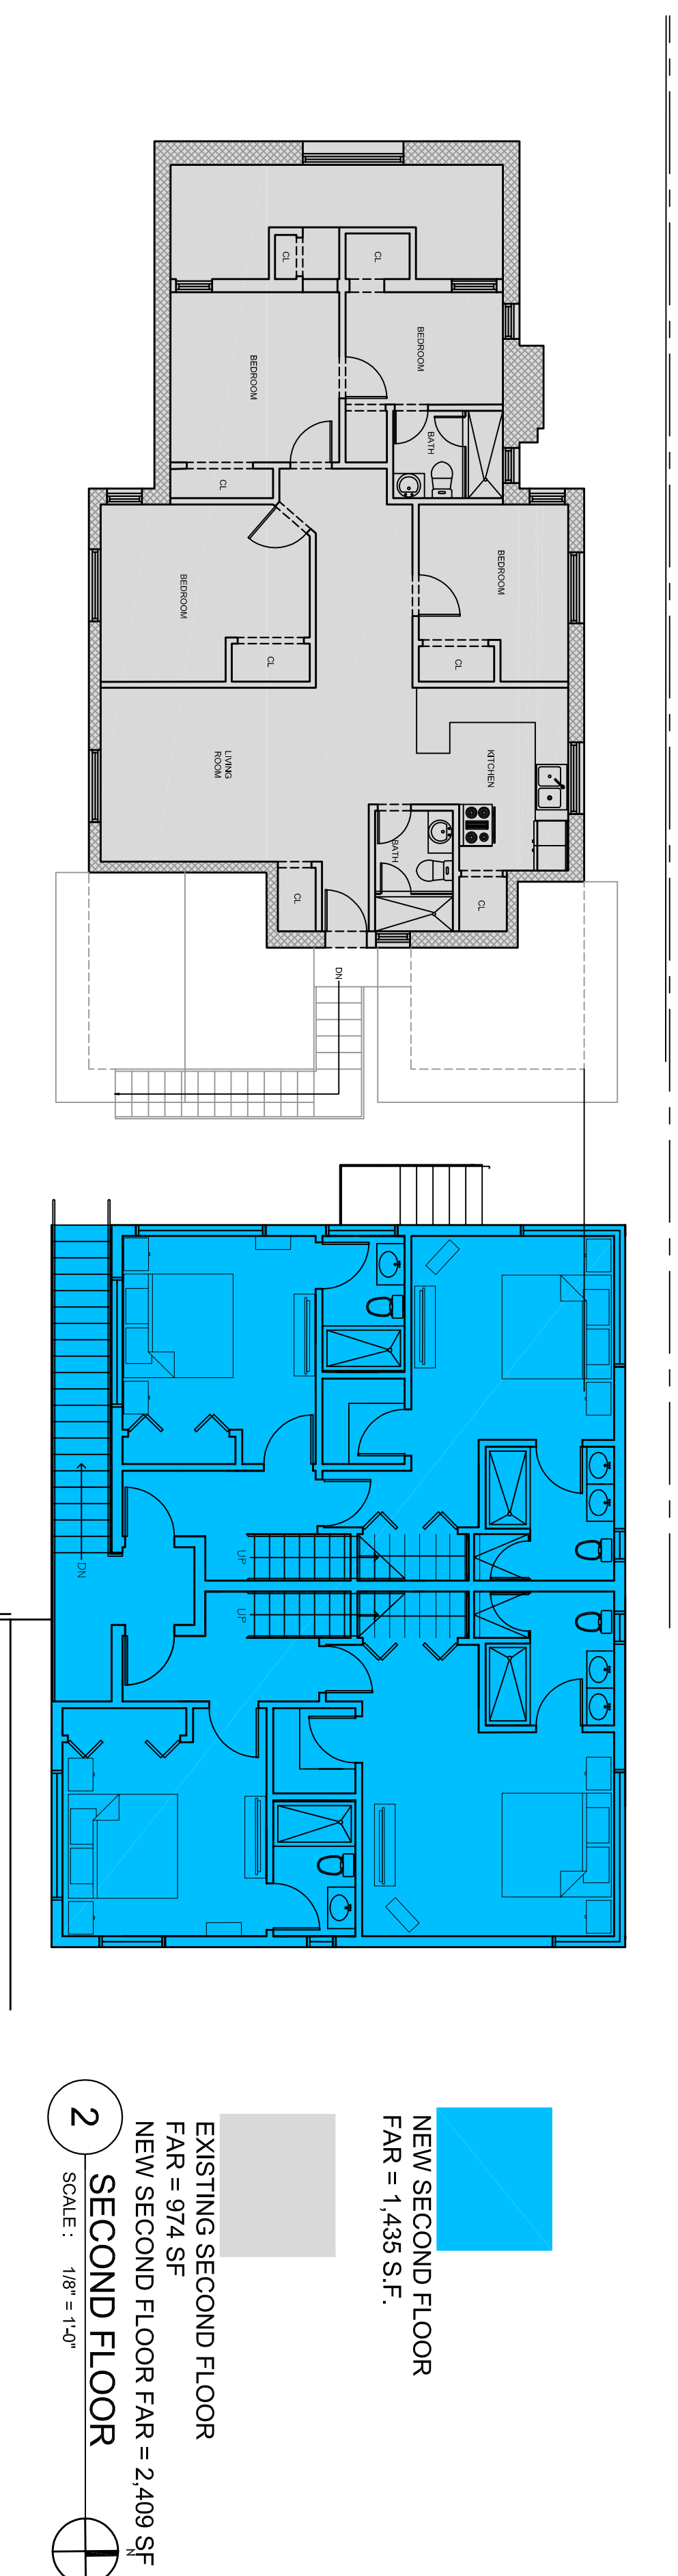 CL
CL
BEDROOM
BEDROOM
BATH
CL
BEDROOM
BEDROOM
CL
CL
LIVING
ROOM
KITCHEN
BATH
CL
CL
DN
UP
UP
DN
NEW SECOND FLOOR
FAR = 1,435 S.F.
EXISTING SECOND FLOOR
FAR = 974 SF
NEW SECOND FLOOR FAR = 2,409 SF
2
SECOND FLOOR
SCALE : 1/8" = 1'-0"
N